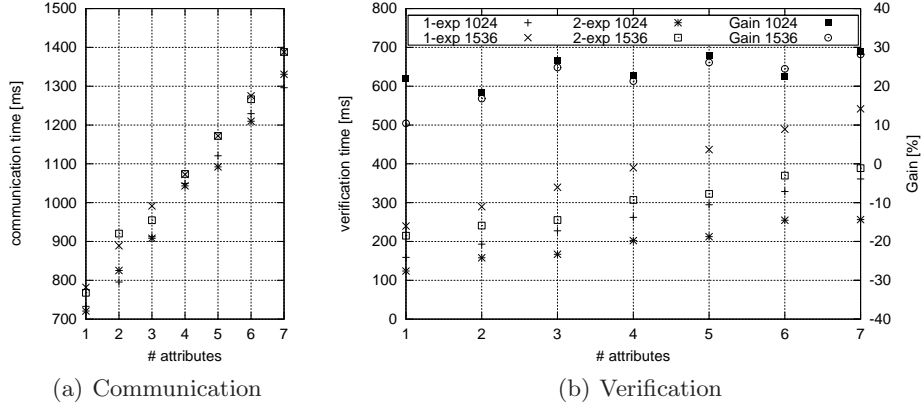 1500
1400
1300
1200
1100
1000
900
800
700
communication time [ms]
1 2 3 4 5 6 7
# attributes
(a) Communication
800
700
600
500
400
300
200
100
0
verification time [ms]
1-exp 1024 2-exp 1024 Gain 1024
1-exp 1536 2-exp 1536 Gain 1536
40
30
20
10
0
-10
-20
-30
-40
Gain [%]
1 2 3 4 5 6 7
# attributes
(b) Verification